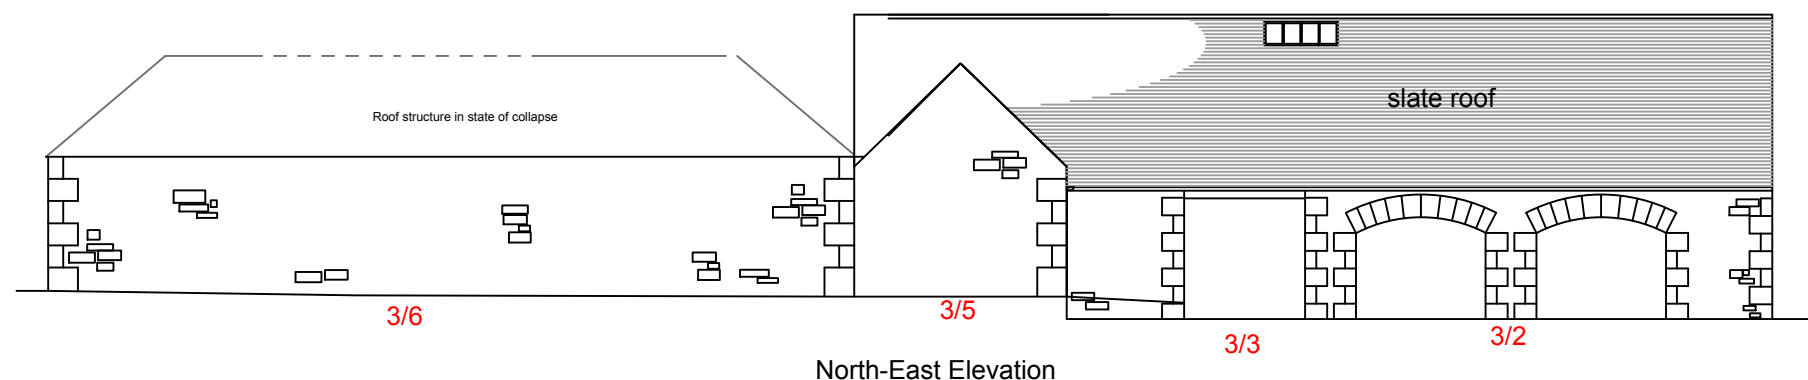 slate roof
Roof structure in state of collapse
3/6
3/5
3/3
3/2
North-East Elevation